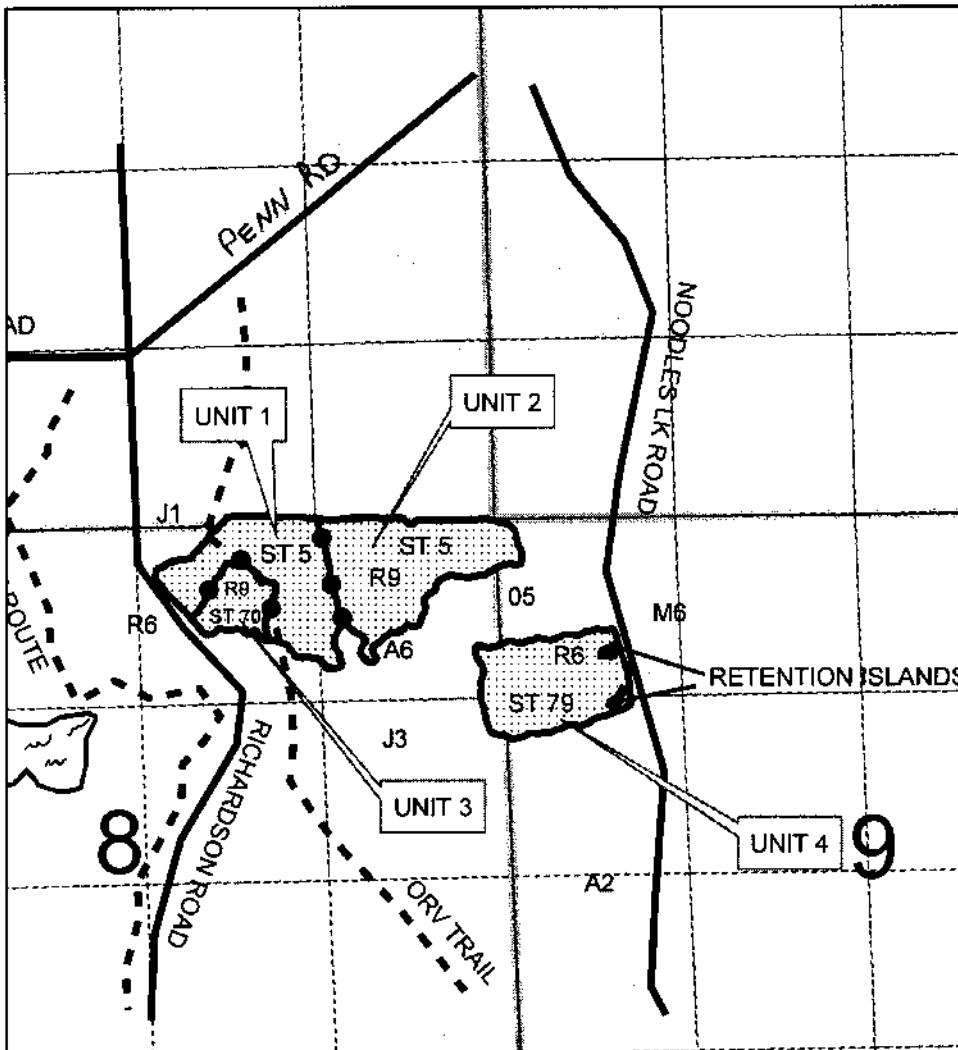 PENN RD
AD
NOODLES LK ROAD
UNIT 1
UNIT 2
J1
ST 5
ST 5
R9
R9
ST 70
05
R6
M6
ROUTE
A6
R6
RETENTION ISLANDS
ST 79
J3
RICHARDSON ROAD
UNIT 3
8
UNIT 4
9
A2
ORV TRAIL